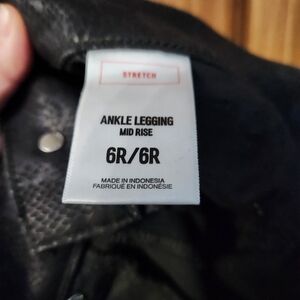 STRETCH
ANKLE LEGGING
MID RISE
6R/6R
MADE IN INDONESIA
FABRIQUÉ EN INDONÉSIE